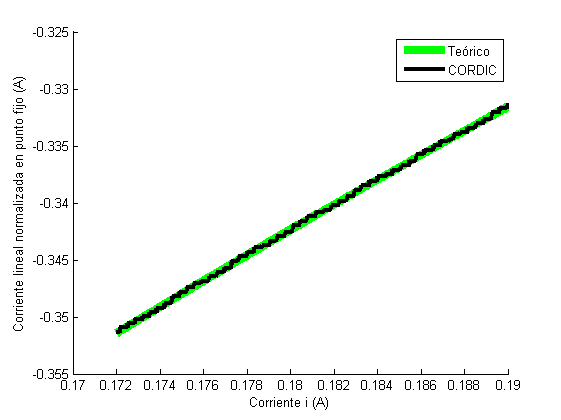 -0.325
-0.33
-0.335
-0.34
-0.345
-0.35
-0.355
Corriente lineal normalizada en punto fijo (A)
Teórico
CORDIC
0.17 0.172 0.174 0.176 0.178 0.18 0.182 0.184 0.186 0.188 0.19
Corriente i (A)